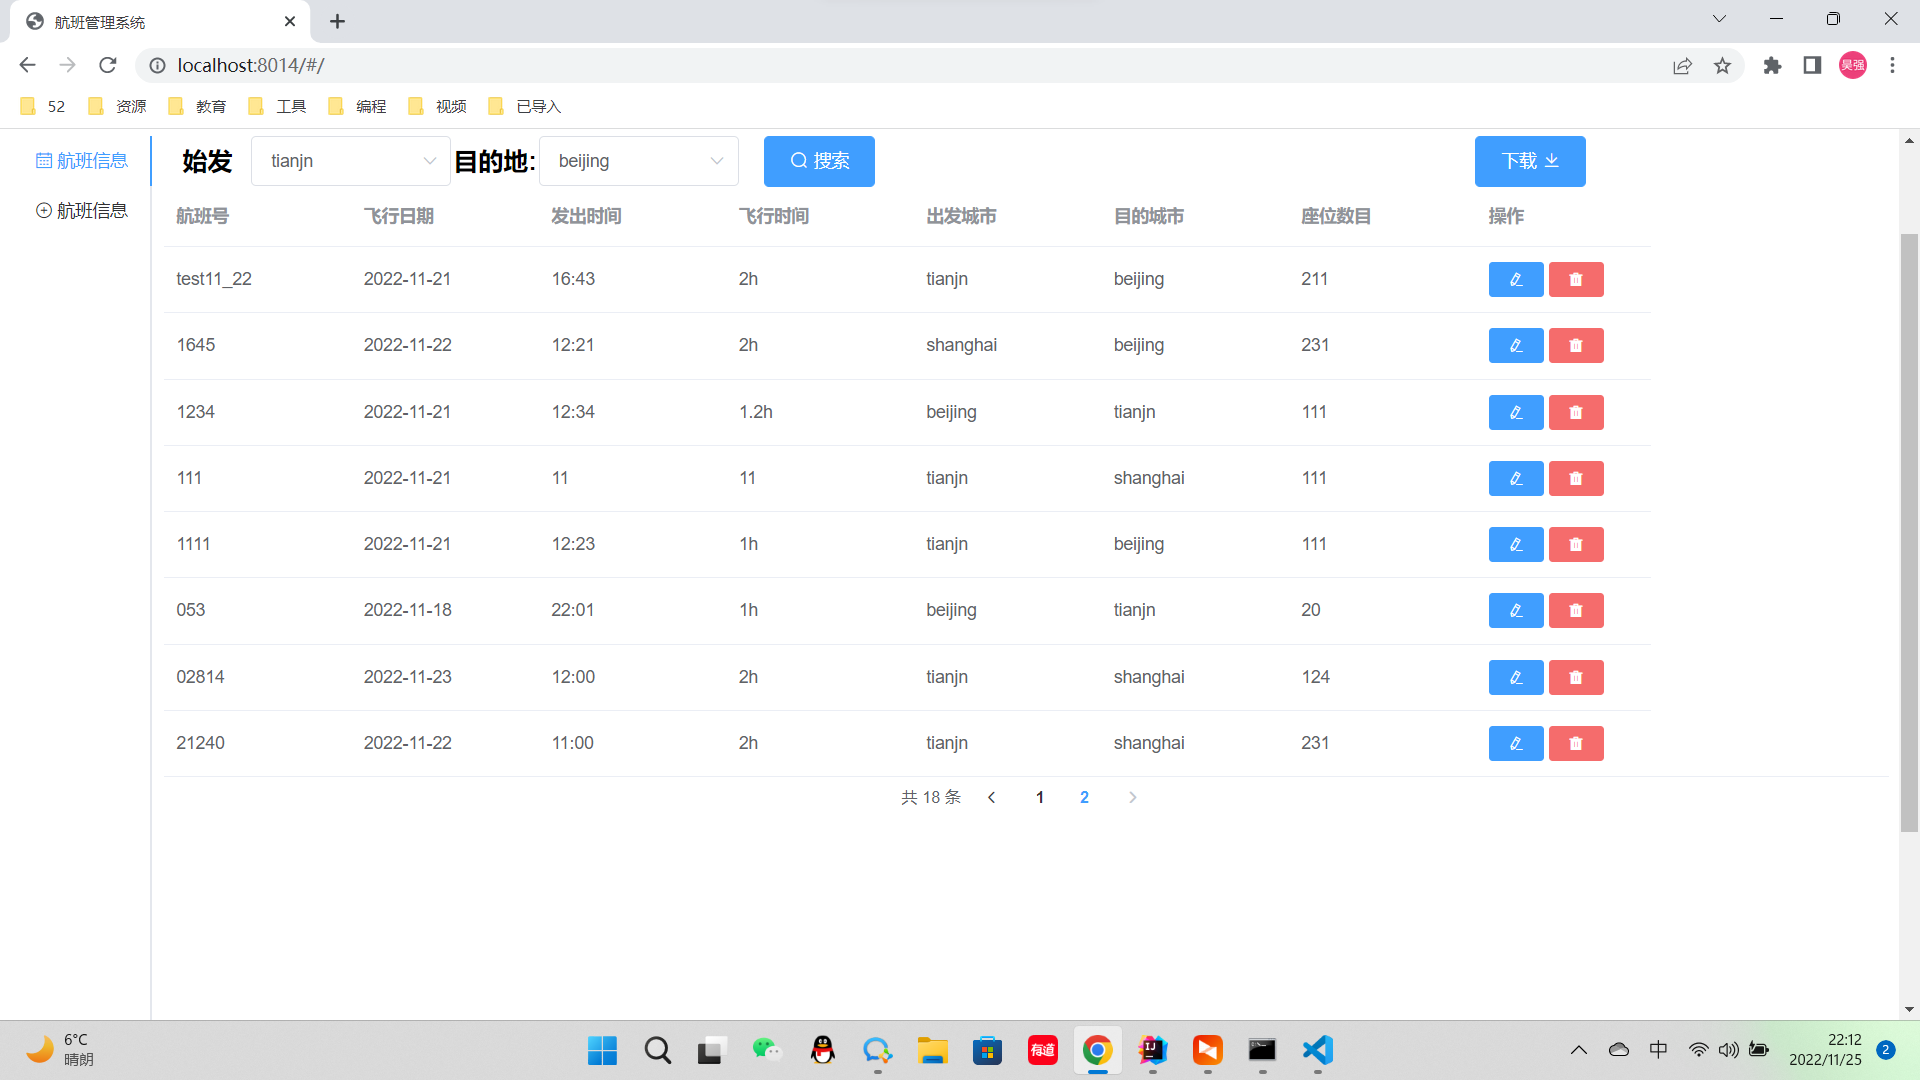 航班管理系统
localhost:8014/#/
昊强
52 资源 教育 工具 编程 视频 已导入
航班信息
航班信息
始发 tianjn 目的地: beijing 搜索 下载
航班号 飞行日期 发出时间 飞行时间 出发城市 目的城市 座位数目 操作
test11_22 2022-11-21 16:43 2h tianjn beijing 211
1645 2022-11-22 12:21 2h shanghai beijing 231
1234 2022-11-21 12:34 1.2h beijing tianjn 111
111 2022-11-21 11 11 tianjn shanghai 111
1111 2022-11-21 12:23 1h tianjn beijing 111
053 2022-11-18 22:01 1h beijing tianjn 20
02814 2022-11-23 12:00 2h tianjn shanghai 124
21240 2022-11-22 11:00 2h tianjn shanghai 231
共 18 条 1 2
6°C
晴朗
有道
IJ
中
22:12
2022/11/25
2